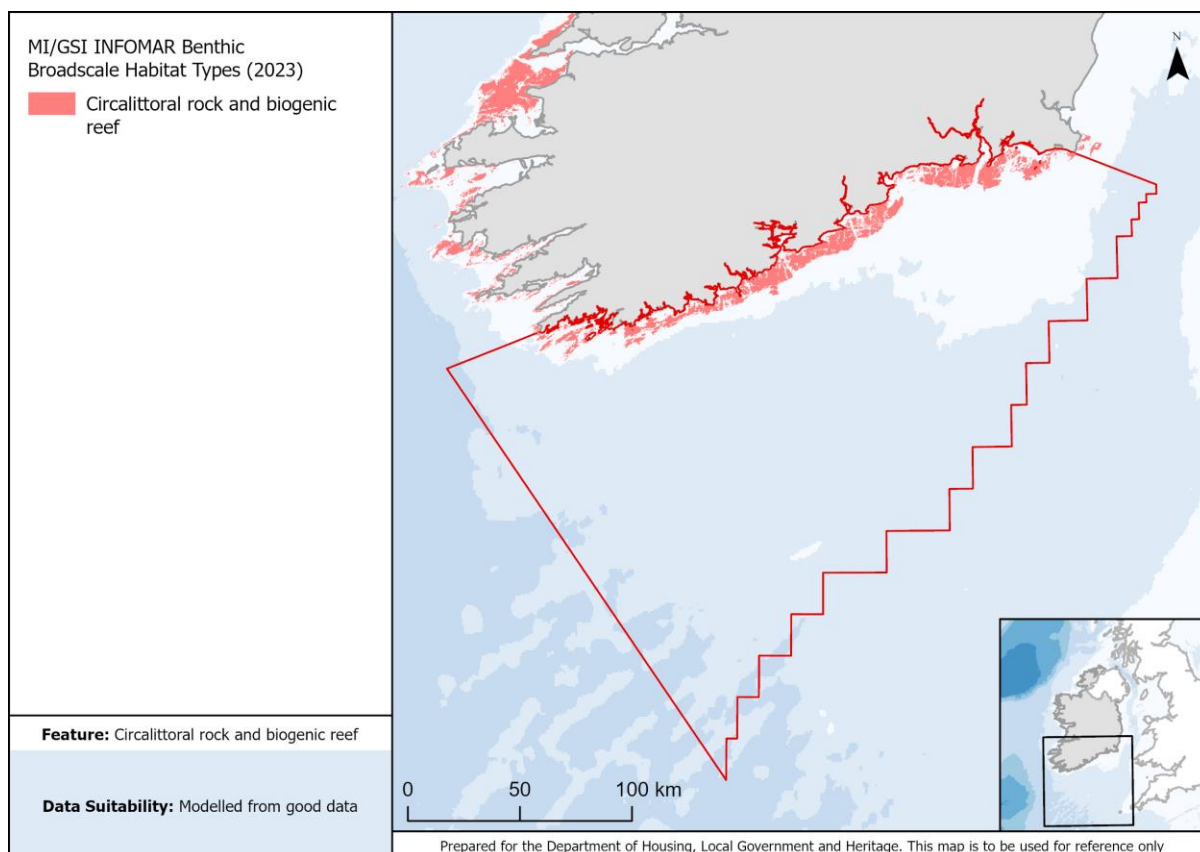 MI/GSI INFOMAR Benthic
Broadscale Habitat Types (2023)
Circalittoral rock and biogenic
reef
Feature: Circalittoral rock and biogenic reef
Data Suitability: Modelled from good data
N
0 50 100 km
Prepared for the Department of Housing, Local Government and Heritage. This map is to be used for reference only